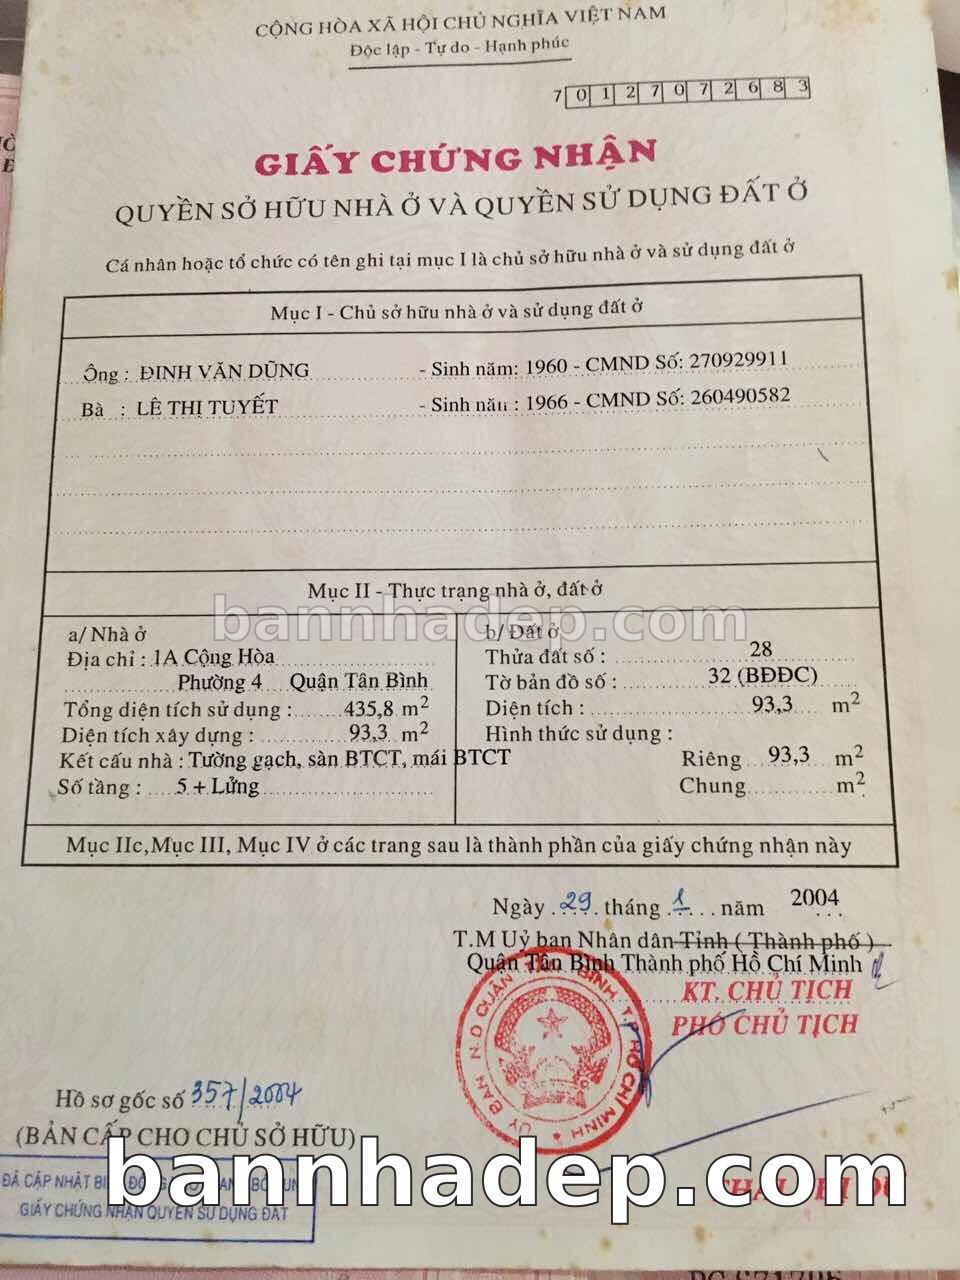 CỘNG HÒA XÃ HỘI CHỦ NGHĨA VIỆT NAM
Độc lập - Tự do - Hạnh phúc
7 0 1 2 7 0 7 2 6 8 3
GIẤY CHỨNG NHẬN
QUYỀN SỞ HỮU NHÀ Ở VÀ QUYỀN SỬ DỤNG ĐẤT Ở
Cá nhân hoặc tổ chức có tên ghi tại mục I là chủ sở hữu nhà ở và sử dụng đất ở
Mục I - Chủ sở hữu nhà ở và sử dụng đất ở
Ông : ĐINH VĂN DŨNG - Sinh năm: 1960 - CMND Số: 270929911
Bà : LÊ THỊ TUYẾT - Sinh năm : 1966 - CMND Số: 260490582
Mục II - Thực trạng nhà ở, đất ở
bannhadep.com
a/ Nhà ở
Địa chỉ : 1A Cộng Hòa
Phường 4 Quận Tân Bình
Tổng diện tích sử dụng : 435,8 m2
Diện tích xây dựng : 93,3 m2
Kết cấu nhà : Tường gạch, sàn BTCT, mái BTCT
Số tầng : 5 + Lửng
b/ Đất ở
Thửa đất số : 28
Tờ bản đồ số : 32 (BĐĐC)
Diện tích : 93,3 m2
Hình thức sử dụng :
Riêng 93,3 m2
Chung m2
Mục IIc,Mục III, Mục IV ở các trang sau là thành phần của giấy chứng nhận này
Ngày 29 tháng 1 năm 2004
T.M Uỷ ban Nhân dân Tỉnh ( Thành phố )
Quận Tân Bình Thành phố Hồ Chí Minh
KT. CHỦ TỊCH
PHÓ CHỦ TỊCH
ỦY BAN N.D QUẬN TÂN BÌNH T.P HỒ CHÍ MINH
Hồ sơ gốc số 357/2004
(BẢN CẤP CHO CHỦ SỞ HỮU)
bannhadep.com
ĐÃ CẬP NHẬT
GIẤY CHỨNG NHẬN QUYỀN SỬ DỤNG ĐẤT